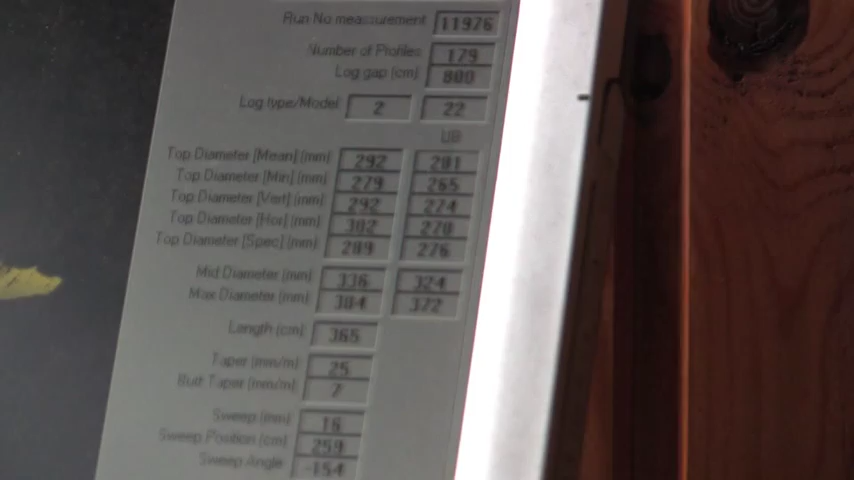 Run No measurement 11976
Number of Profiles 179
Log gap (cm) 800
Log type/Model 2 22
UB
Top Diameter [Mean] (mm) 292 281
Top Diameter [Min] (mm) 279 265
Top Diameter [Vert] (mm) 292 274
Top Diameter [Hor] (mm) 302 270
Top Diameter [Spec] (mm) 289 276
Mid Diameter (mm) 336 324
Max Diameter (mm) 384 372
Length (cm) 365
Taper (mm/m) 25
Butt Taper (mm/m) 7
Sweep (mm) 16
Sweep Position (cm) 259
Sweep Angle -154